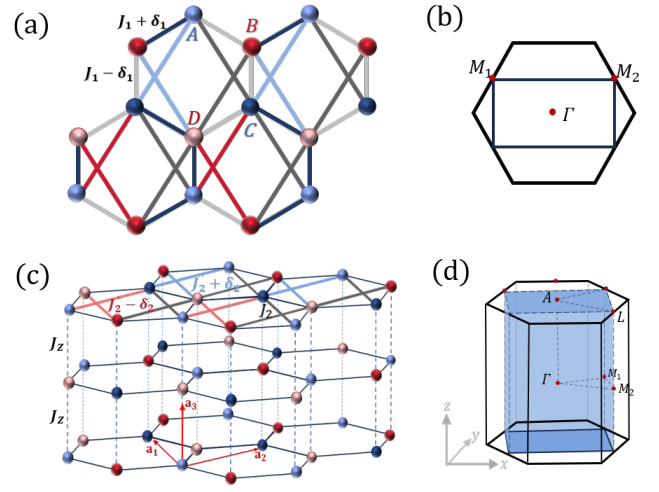 (a)
J₁ + δ₁
A
B
J₁ − δ₁
D
C
(b)
M₁
M₂
Γ
(c)
J₂ − δ₂
J₂ + δ₂
J₂
J_Z
J_Z
a₃
a₁
a₂
(d)
A
L
Γ
M₁
M₂
z
y
x